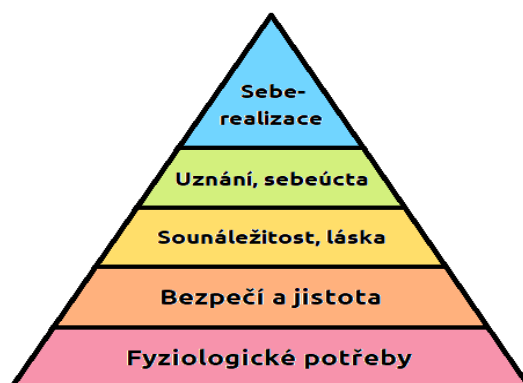 Sebe-
realizace
Uznání, sebeúcta
Sounáležitost, láska
Bezpečí a jistota
Fyziologické potřeby